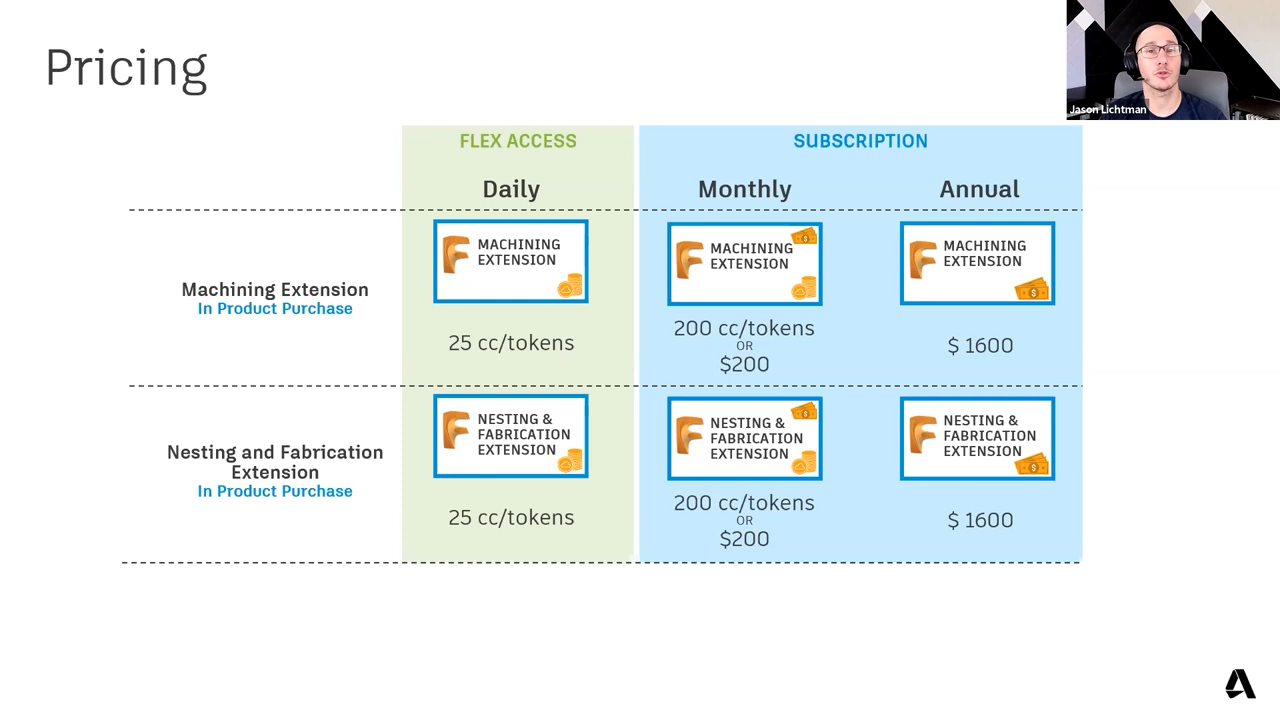 Pricing
Jason Lichtman
FLEX ACCESS
SUBSCRIPTION
Daily
Monthly
Annual
Machining Extension
In Product Purchase
MACHINING
EXTENSION
25 cc/tokens
MACHINING
EXTENSION
200 cc/tokens
OR
$200
MACHINING
EXTENSION
$ 1600
Nesting and Fabrication
Extension
In Product Purchase
NESTING &
FABRICATION
EXTENSION
25 cc/tokens
NESTING &
FABRICATION
EXTENSION
200 cc/tokens
OR
$200
NESTING &
FABRICATION
EXTENSION
$ 1600